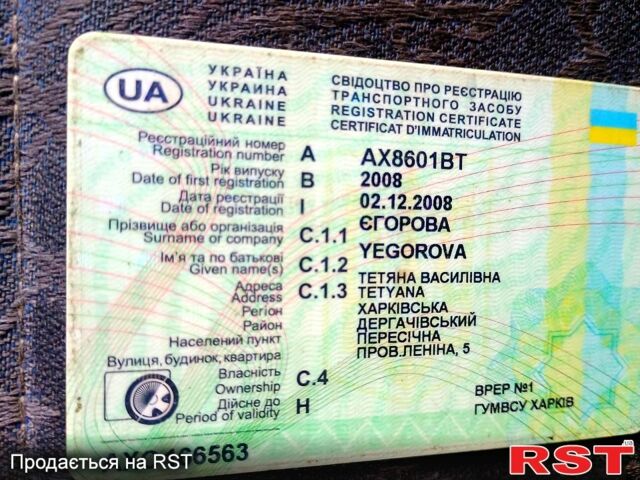 UA
УКРАЇНА
УКРАИНА
UKRAINE
UKRAINE
СВІДОЦТВО ПРО РЕЄСТРАЦІЮ
ТРАНСПОРТНОГО ЗАСОБУ
REGISTRATION CERTIFICATE
CERTIFICAT D'IMMATRICULATION
Реєстраційний номер
Registration number A AX8601BT
Рік випуску
Date of first registration B 2008
Дата реєстрації
Date of registration I 02.12.2008
Прізвище або організація
Surname or company C.1.1 ЄГОРОВА
YEGOROVA
Ім'я та по батькові
Given name(s) C.1.2 ТЕТЯНА ВАСИЛІВНА
TETYANA
Адреса
Address C.1.3
Регіон ХАРКІВСЬКА
Район ДЕРГАЧІВСЬКИЙ
Населений пункт ПЕРЕСІЧНА
Вулиця, будинок, квартира ПРОВ.ЛЕНІНА, 5
Власність
Ownership C.4
Дійсне до
Period of validity H
ВРЕР №1
ГУМВСУ ХАРКІВ
6563
Продається на RST
RST